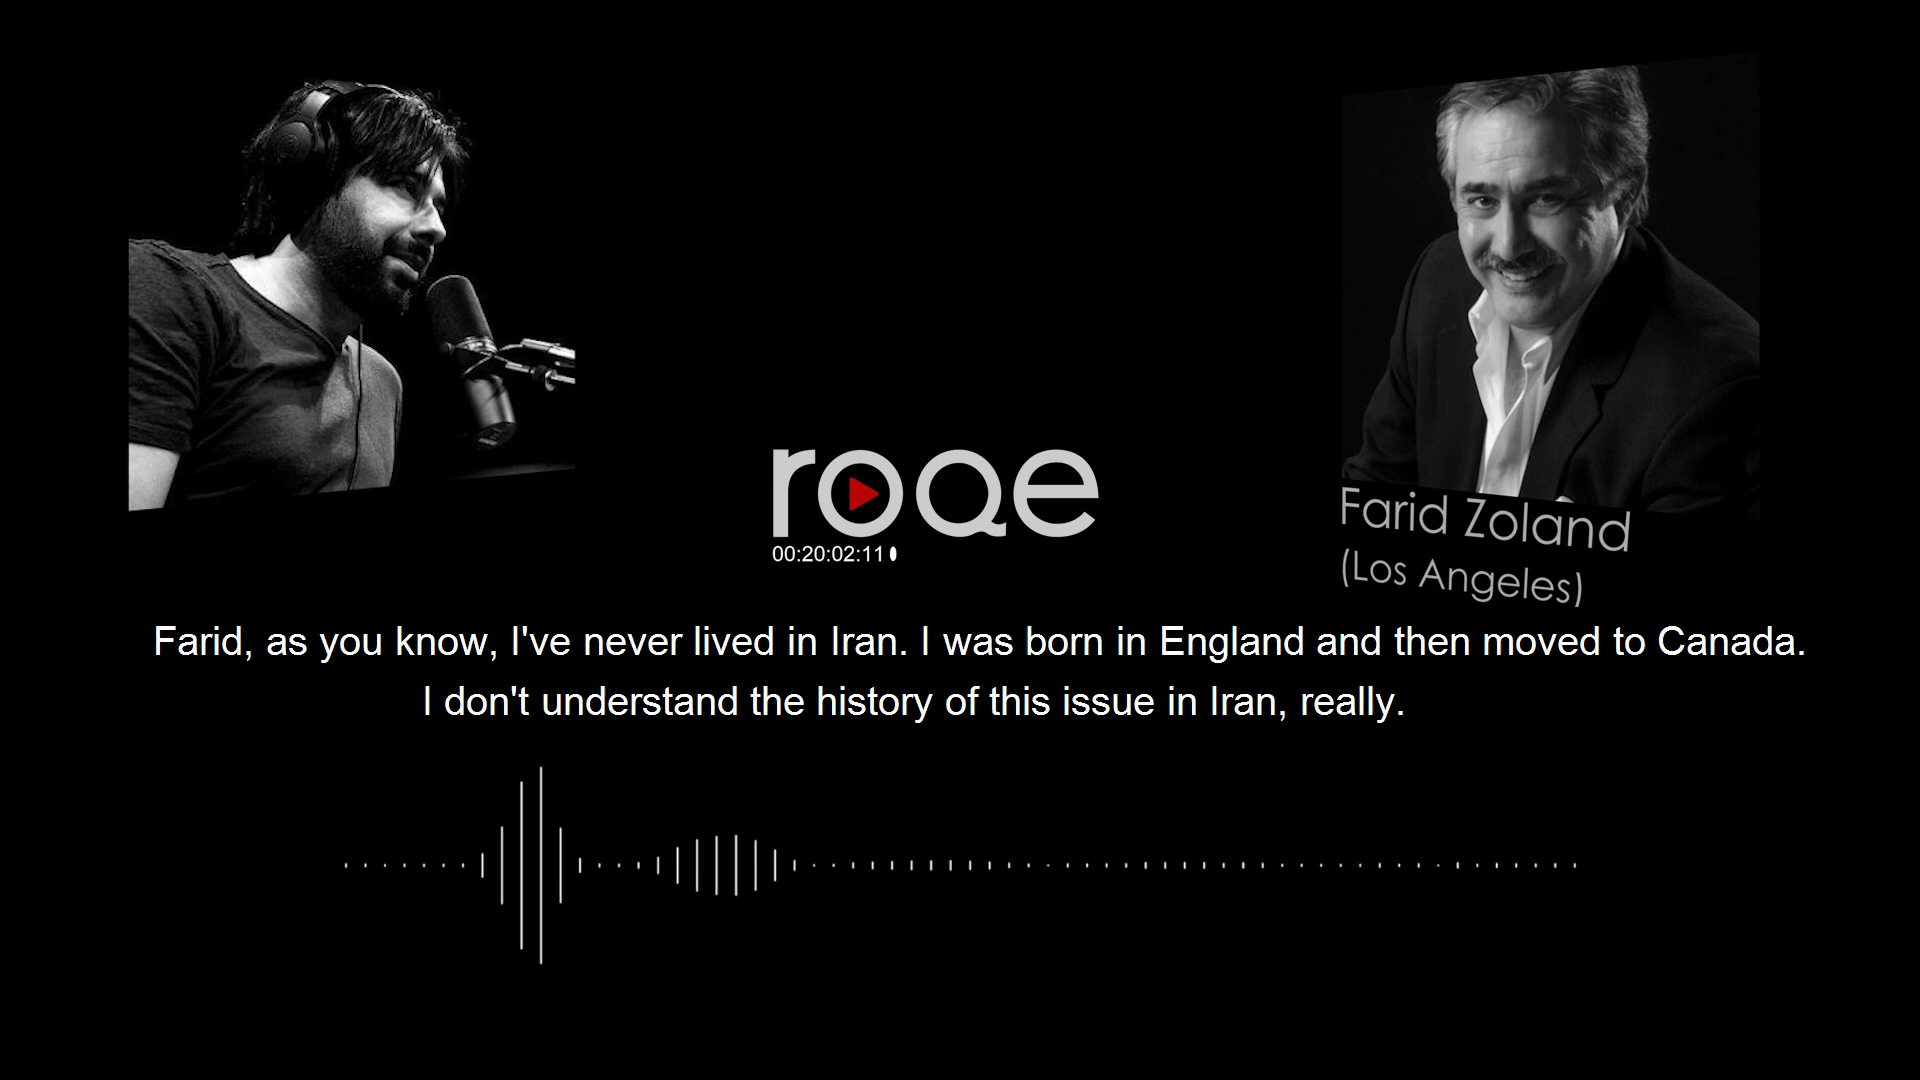 roqe
00:20:02:11
Farid Zoland
(Los Angeles)
Farid, as you know, I've never lived in Iran. I was born in England and then moved to Canada.
I don't understand the history of this issue in Iran, really.